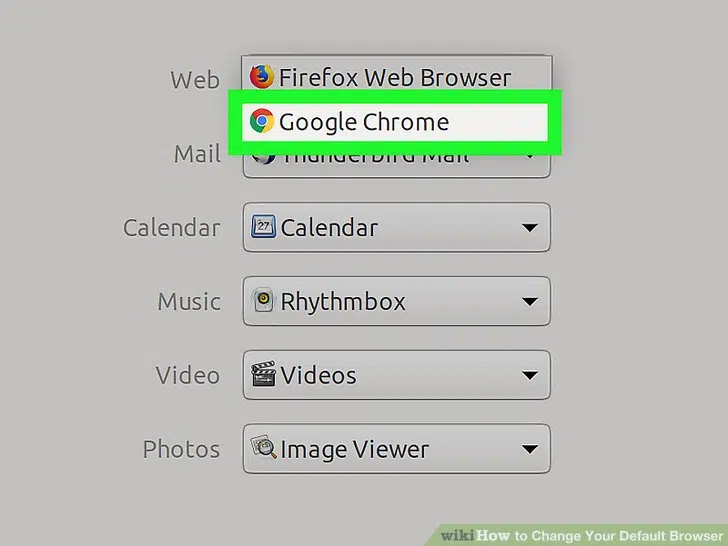 Web
Firefox Web Browser
Google Chrome
Mail
Thunderbird Mail
Calendar
27 Calendar
Music
Rhythmbox
Video
Videos
Photos
Image Viewer
wikiHow to Change Your Default Browser